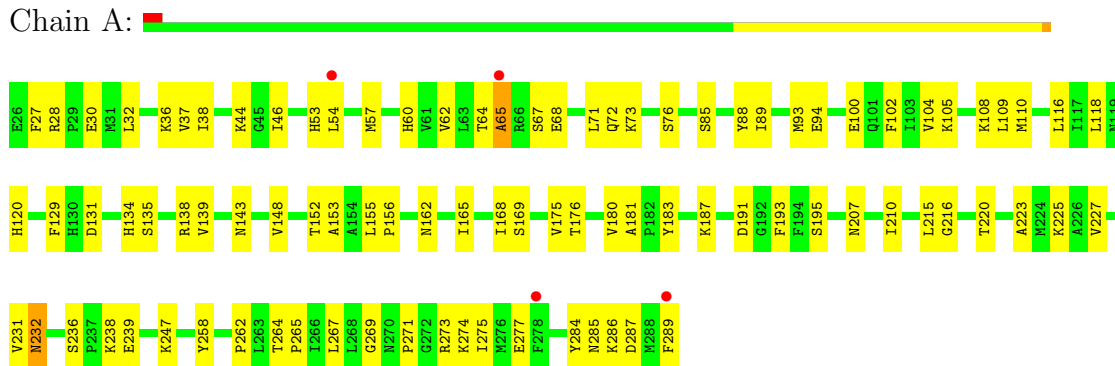 Chain A:
E26 F27 R28 P29 E30 M31 L32 K36 V37 I38 K44 G45 I46 H53 L54 M57 H60 V61 V62 L63 T64 A65 R66 S67 E68 L71 Q72 K73 S76 S85 Y88 I89 M93 E94 E100 Q101 F102 I103 V104 K105 K108 L109 M110 L116 I117 L118 N119
H120 F129 H130 D131 H134 S135 R138 V139 N143 V148 T152 A153 A154 L155 P156 N162 I165 I168 S169 V175 T176 V180 A181 P182 Y183 K187 D191 G192 F193 F194 S195 N207 I210 L215 G216 T220 A223 M224 K225 A226 V227
V231 N232 S236 P237 K238 E239 K247 Y258 P262 L263 T264 P265 I266 L267 L268 G269 N270 P271 G272 R273 K274 I275 M276 E277 F278 Y284 N285 K286 D287 M288 F289